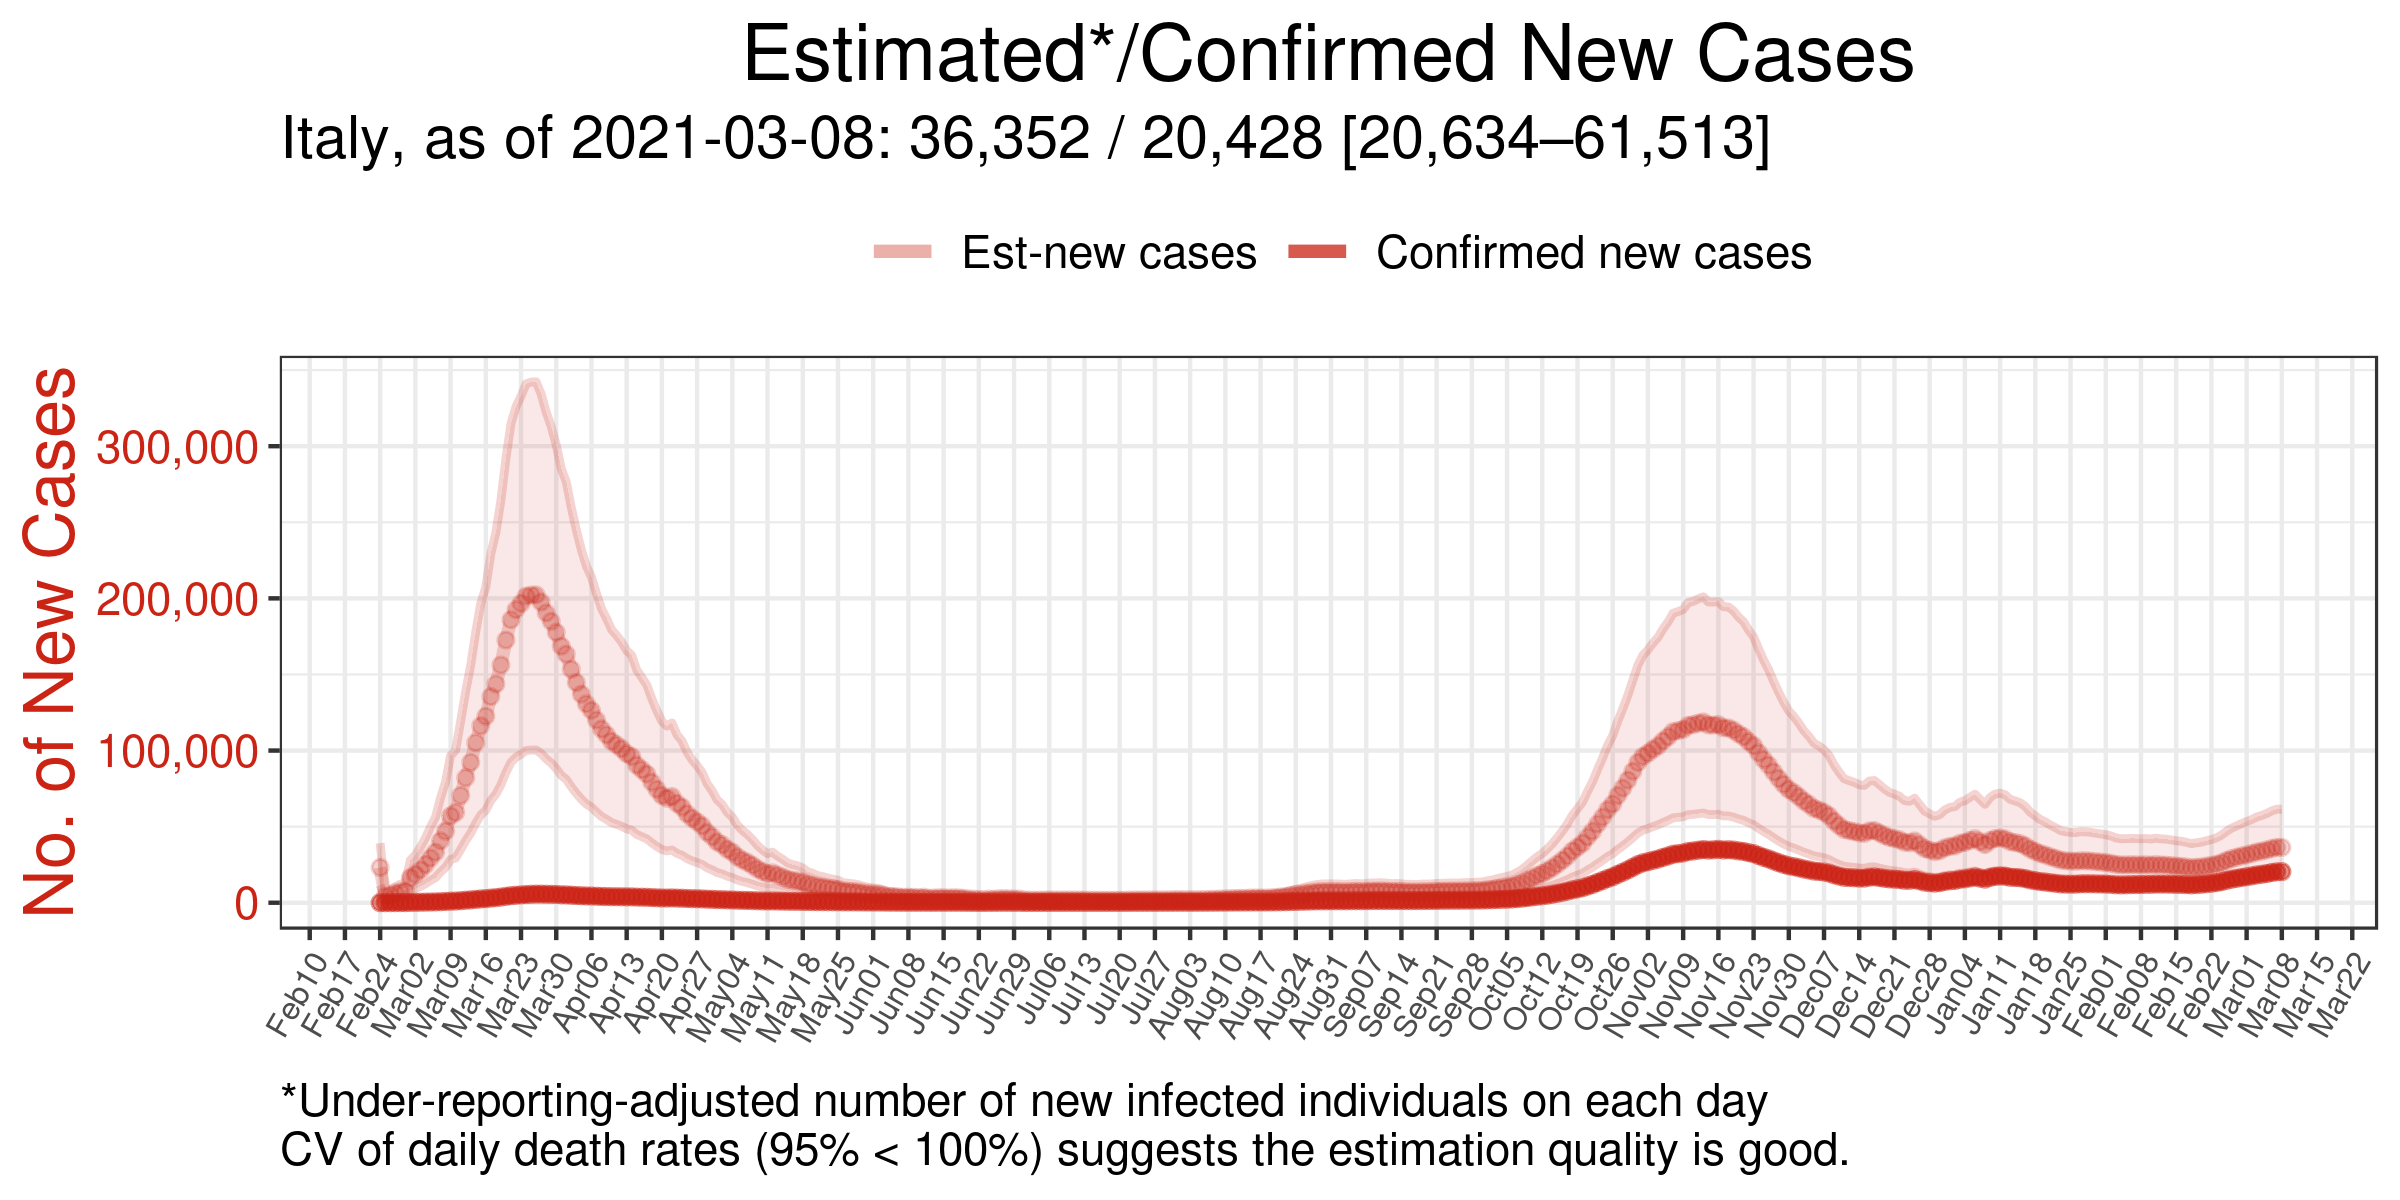 Estimated*/Confirmed New Cases
Italy, as of 2021-03-08: 36,352 / 20,428 [20,634–61,513]
Est-new cases
Confirmed new cases
No. of New Cases
300,000
200,000
100,000
0
Feb10
Feb17
Feb24
Mar02
Mar09
Mar16
Mar23
Mar30
Apr06
Apr13
Apr20
Apr27
May04
May11
May18
May25
Jun01
Jun08
Jun15
Jun22
Jun29
Jul06
Jul13
Jul20
Jul27
Aug03
Aug10
Aug17
Aug24
Aug31
Sep07
Sep14
Sep21
Sep28
Oct05
Oct12
Oct19
Oct26
Nov02
Nov09
Nov16
Nov23
Nov30
Dec07
Dec14
Dec21
Dec28
Jan04
Jan11
Jan18
Jan25
Feb01
Feb08
Feb15
Feb22
Mar01
Mar08
Mar15
Mar22
*Under-reporting-adjusted number of new infected individuals on each day
CV of daily death rates (95% < 100%) suggests the estimation quality is good.